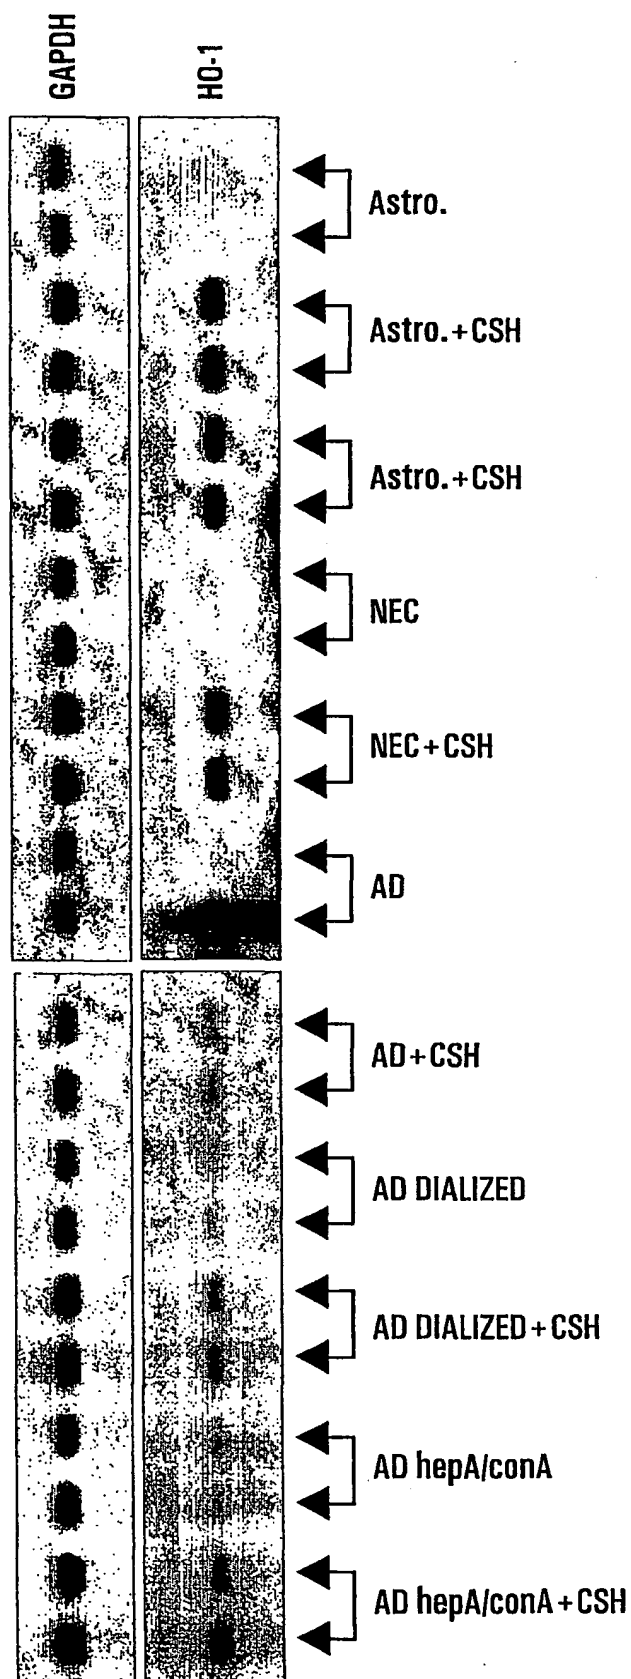 GAPDH
HO-1
Astro.
Astro.+CSH
Astro.+CSH
NEC
NEC+CSH
AD
AD+CSH
AD DIALIZED
AD DIALIZED+CSH
AD hepA/conA
AD hepA/conA+CSH